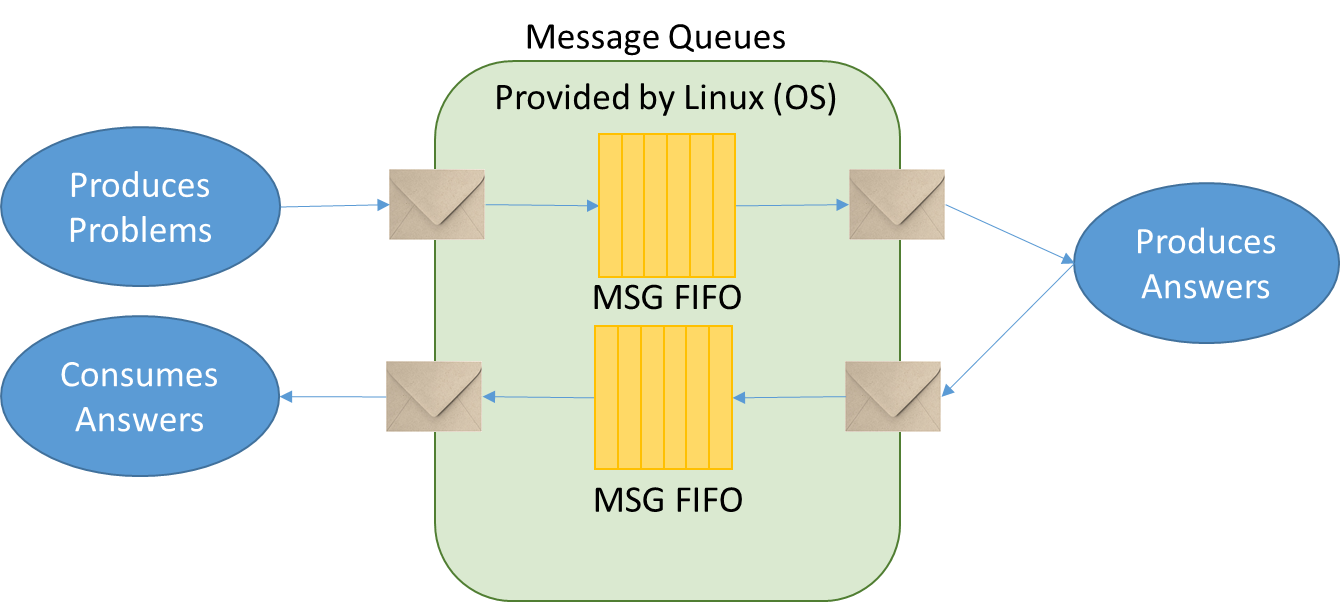 Message Queues
Provided by Linux (OS)
Produces
Problems
MSG FIFO
Produces
Answers
Consumes
Answers
MSG FIFO